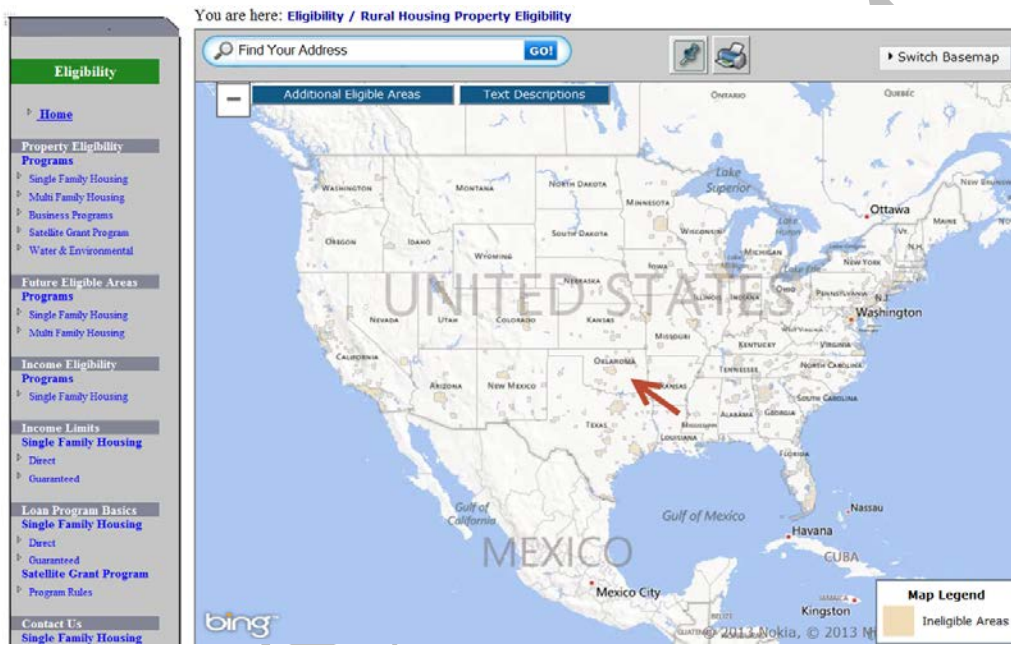 You are here: Eligibility / Rural Housing Property Eligibility
Find Your Address
GO!
Switch Basemap
Eligibility
Home
Property Eligibility
Programs
Single Family Housing
Multi Family Housing
Business Programs
Satellite Grant Program
Water & Environmental
Future Eligible Areas
Programs
Single Family Housing
Multi Family Housing
Income Eligibility
Programs
Single Family Housing
Income Limits
Single Family Housing
Direct
Guaranteed
Loan Program Basics
Single Family Housing
Direct
Guaranteed
Satellite Grant Program
Program Rules
Contact Us
Single Family Housing
Additional Eligible Areas
Text Descriptions
ONTARIO
QUEBEC
Lake
Superior
WASHINGTON
MONTANA
NORTH DAKOTA
MINNESOTA
Ottawa
MAINE
OREGON
IDAHO
SOUTH DAKOTA
WISCONSIN
MICHIGAN
VT.
N.H.
WYOMING
IOWA
NEW YORK
NEBRASKA
UNITED STATES
ILLINOIS
INDIANA
OHIO
PENNSYLVANIA
N.J.
NEVADA
UTAH
COLORADO
KANSAS
MISSOURI
Washington
KENTUCKY
VIRGINIA
CALIFORNIA
OKLAHOMA
TENNESSEE
NORTH CAROLINA
ARIZONA
NEW MEXICO
KANSAS
SOUTH CAROLINA
TEXAS
MISSISSIPPI
ALABAMA
GEORGIA
LOUISIANA
FLORIDA
Gulf of
California
Gulf of Mexico
Nassau
Havana
MEXICO
CUBA
Mexico City
JAMAICA
Kingston
BELIZE
bing
© 2013 Nokia, © 2013
Map Legend
Ineligible Areas